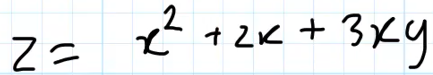 z = x² + 2x + 3xy